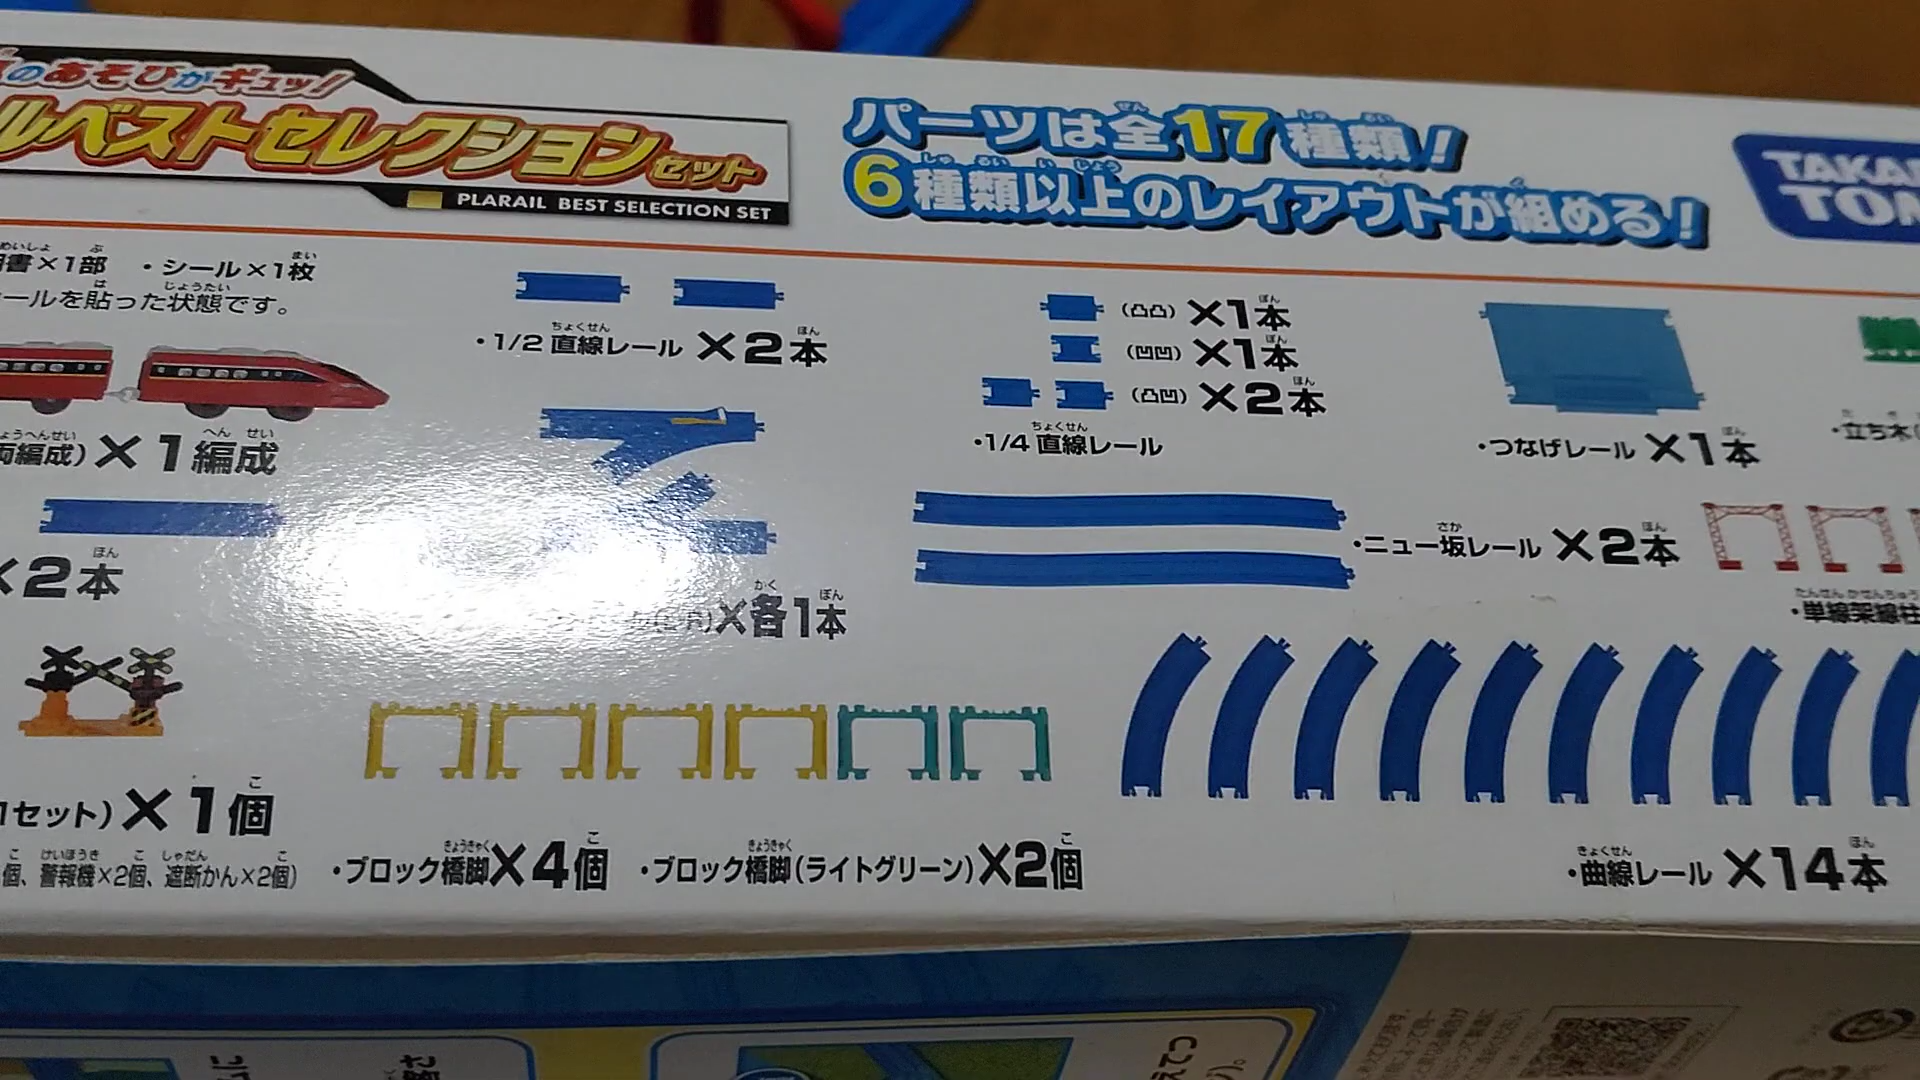 のあそびがギュッ!
ルベストセレクションセット
PLARAIL BEST SELECTION SET
パーツは全17種類!
6種類以上のレイアウトが組める!
TAKA
TOM
書×1部 ・シール×1枚
ールを貼った状態です。
・1/2 直線レール ×2本
(凸凸) ×1本
(凹凹) ×1本
(凸凹) ×2本
・1/4 直線レール
・つなげレール ×1本
・立ち木(
両編成)×1編成
×2本
×各1本
・ニュー坂レール ×2本
・単線架線柱
1セット)×1個
個、警報機×2個、遮断かん×2個)
・ブロック橋脚×4個
・ブロック橋脚(ライトグリーン)×2個
・曲線レール ×14本